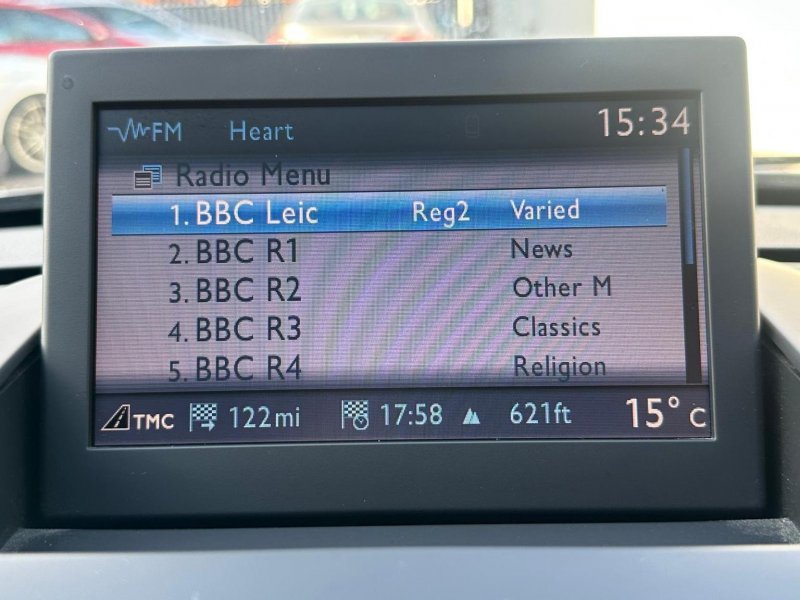 FM Heart 15:34
Radio Menu
1. BBC Leic Reg2 Varied
2. BBC R1 News
3. BBC R2 Other M
4. BBC R3 Classics
5. BBC R4 Religion
TMC 122mi 17:58 621ft 15° C